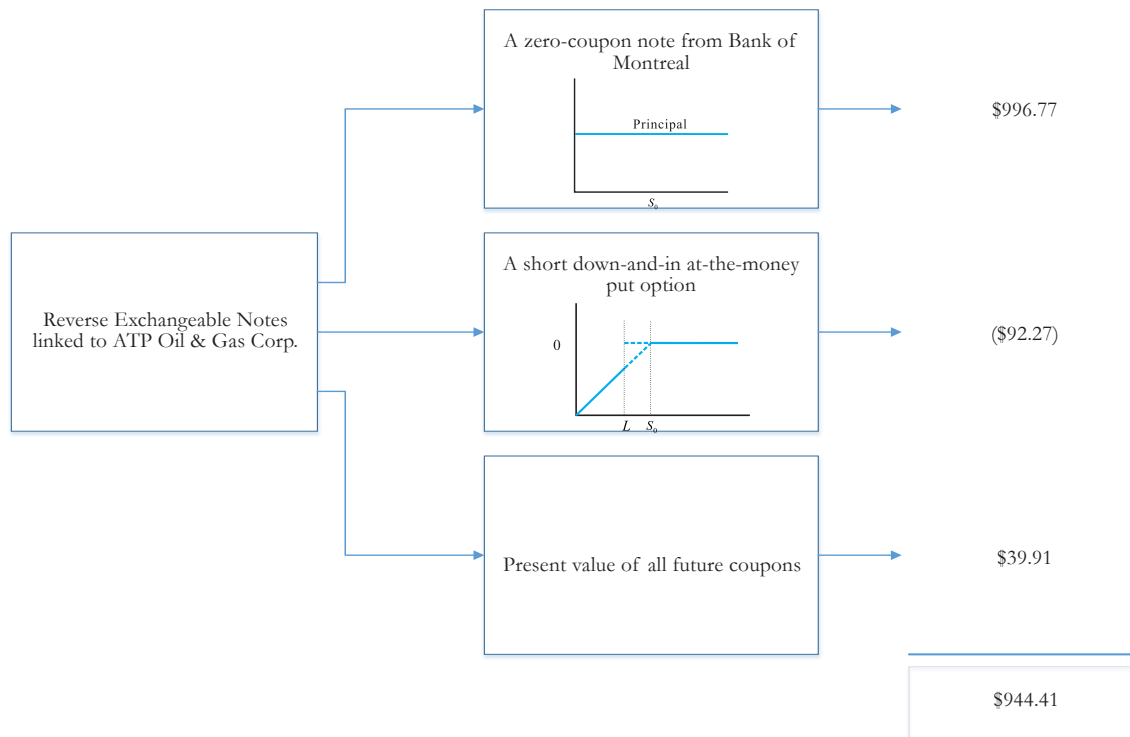 A zero-coupon note from Bank of
Montreal
Principal
S₀
$996.77
Reverse Exchangeable Notes
linked to ATP Oil & Gas Corp.
A short down-and-in at-the-money
put option
0
L S₀
($92.27)
Present value of all future coupons
$39.91
$944.41